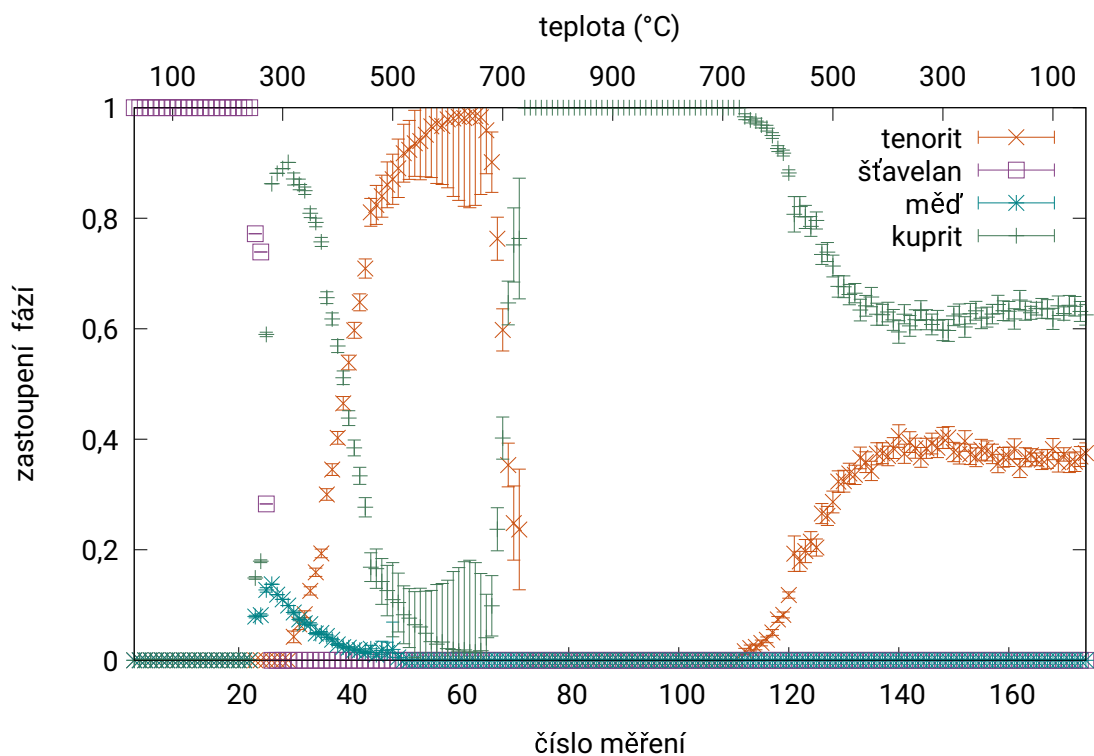 teplota (°C)
100 300 500 700 900 700 500 300 100
1
0,8
0,6
0,4
0,2
0
zastoupení fází
tenorit
šťavelan
měď
kuprit
20 40 60 80 100 120 140 160
číslo měření